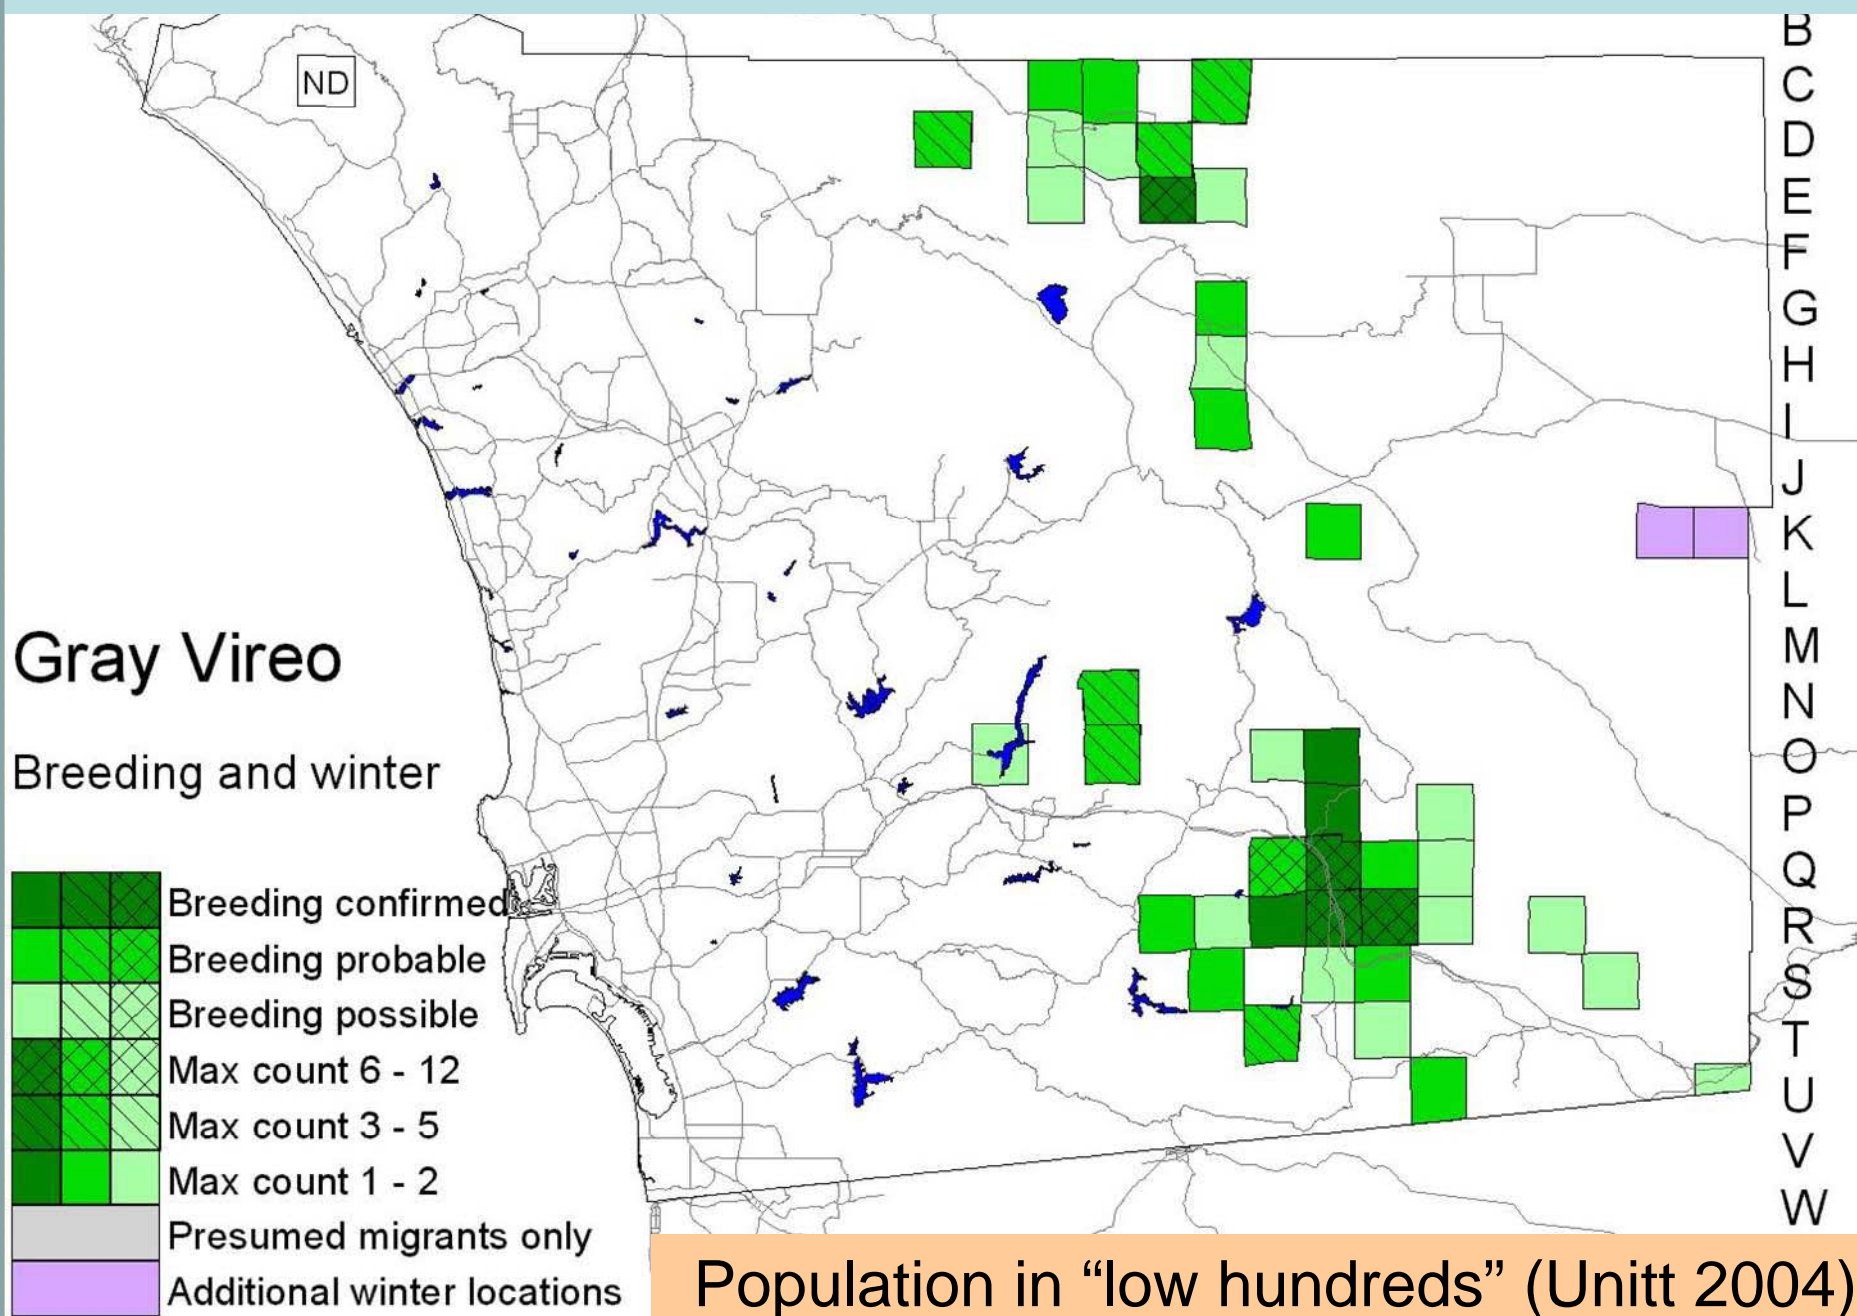 ND
B
C
D
E
F
G
H
I
J
K
L
M
N
O
P
Q
R
S
T
U
V
W
Gray Vireo
Breeding and winter
Breeding confirmed
Breeding probable
Breeding possible
Max count 6 - 12
Max count 3 - 5
Max count 1 - 2
Presumed migrants only
Additional winter locations
Population in “low hundreds” (Unitt 2004)